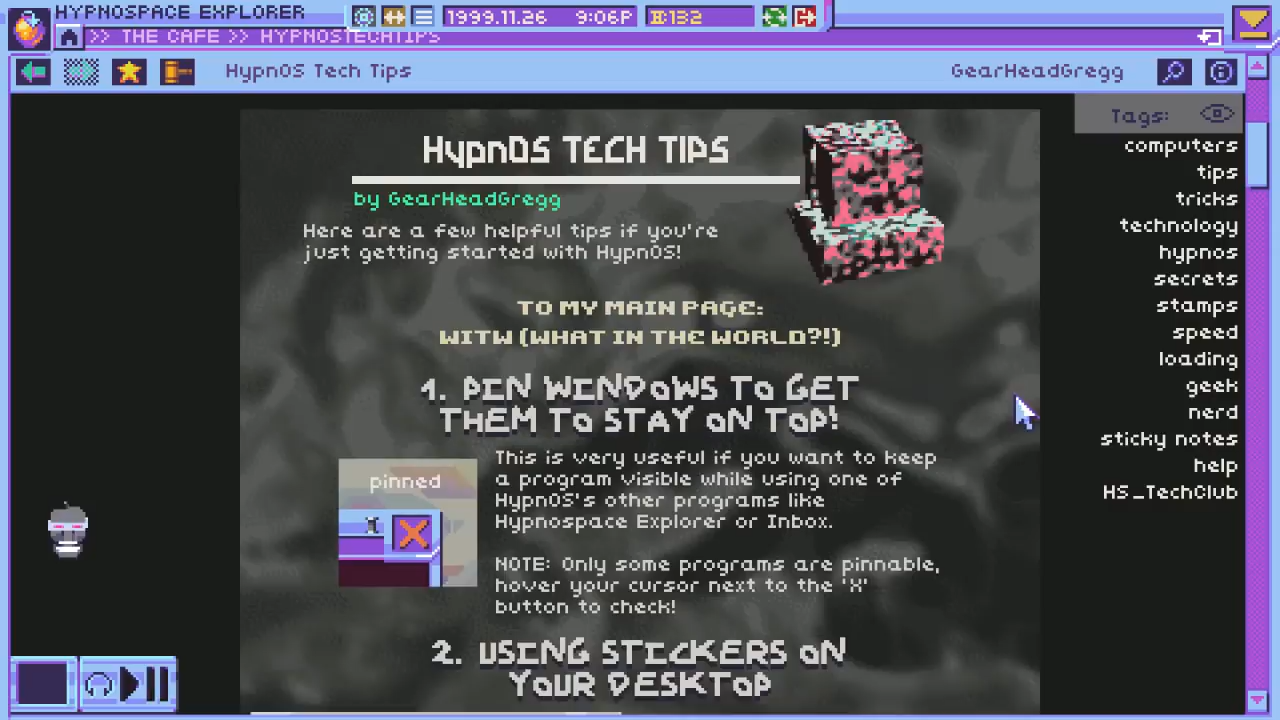 HYPNOSPACE EXPLORER
1999.11.26 9:06P
132
>> THE CAFE >> HYPNOSTECHTIPS
HypnOS Tech Tips
GearHeadGregg
HypnOS TECH TIPS
by GearHeadGregg
Here are a few helpful tips if you're
just getting started with HypnOS!
TO MY MAIN PAGE:
WITW (WHAT IN THE WORLD?!)
1. PIN WINDOWS TO GET
THEM TO STAY ON TOP!
pinned
This is very useful if you want to keep
a program visible while using one of
HypnOS's other programs like
Hypnospace Explorer or Inbox.
NOTE: Only some programs are pinnable,
hover your cursor next to the 'X'
button to check!
2. USING STICKERS ON
YOUR DESKTOP
Tags:
computers
tips
tricks
technology
hypnos
secrets
stamps
speed
loading
geek
nerd
sticky notes
help
HS_TechClub